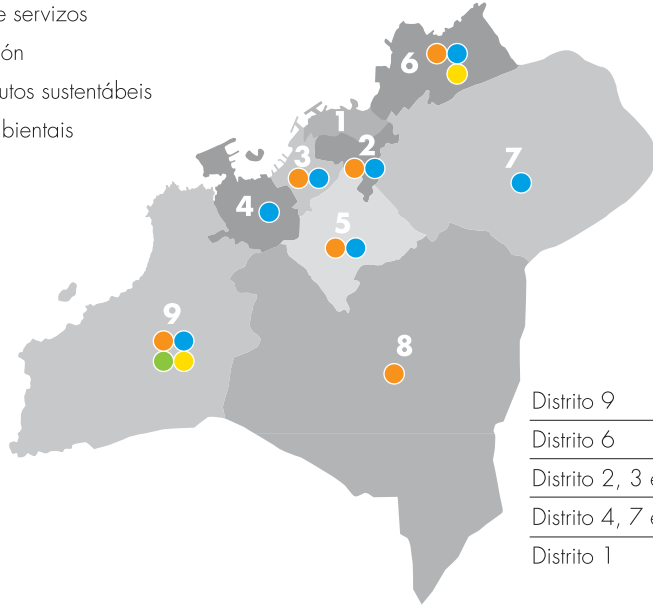 e servizos
ón
utos sustentábeis
bientais
6
1
2
3
7
4
5
9
8
Distrito 9
Distrito 6
Distrito 2, 3 e
Distrito 4, 7 e
Distrito 1